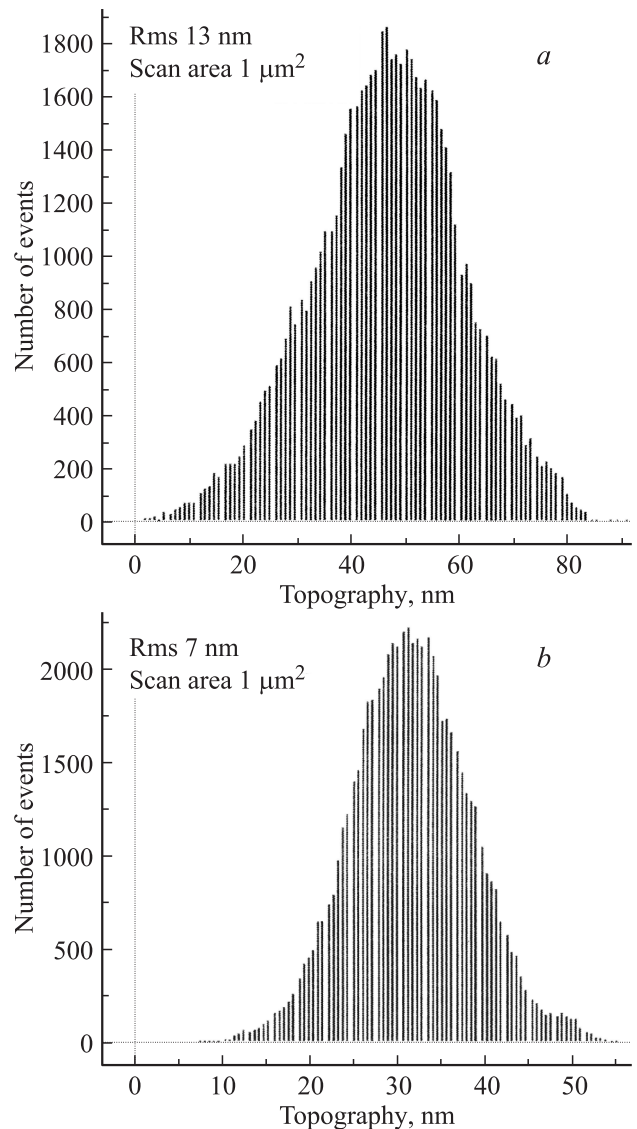 Rms 13 nm
Scan area 1 μm²
a
1800
1600
1400
1200
1000
800
600
400
200
0
Number of events
0 20 40 60 80
Topography, nm
Rms 7 nm
Scan area 1 μm²
b
2000
1500
1000
500
0
Number of events
0 10 20 30 40 50
Topography, nm